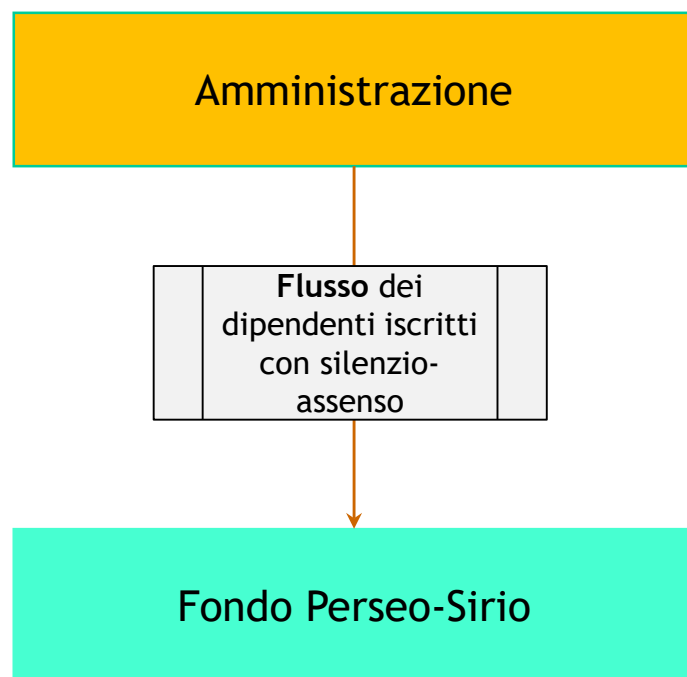 Amministrazione
Flusso dei
dipendenti iscritti
con silenzio-
assenso
Fondo Perseo-Sirio